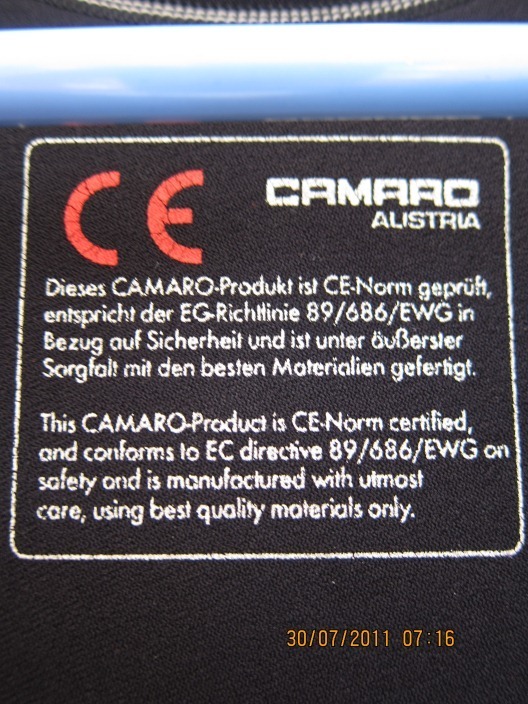 CE CAMARO
AUSTRIA
Dieses CAMARO-Produkt ist CE-Norm geprüft,
entspricht der EG-Richtlinie 89/686/EWG in
Bezug auf Sicherheit und ist unter äußerster
Sorgfalt mit den besten Materialien gefertigt.
This CAMARO-Product is CE-Norm certified,
and conforms to EC directive 89/686/EWG on
safety and is manufactured with utmost
care, using best quality materials only.
30/07/2011 07:16